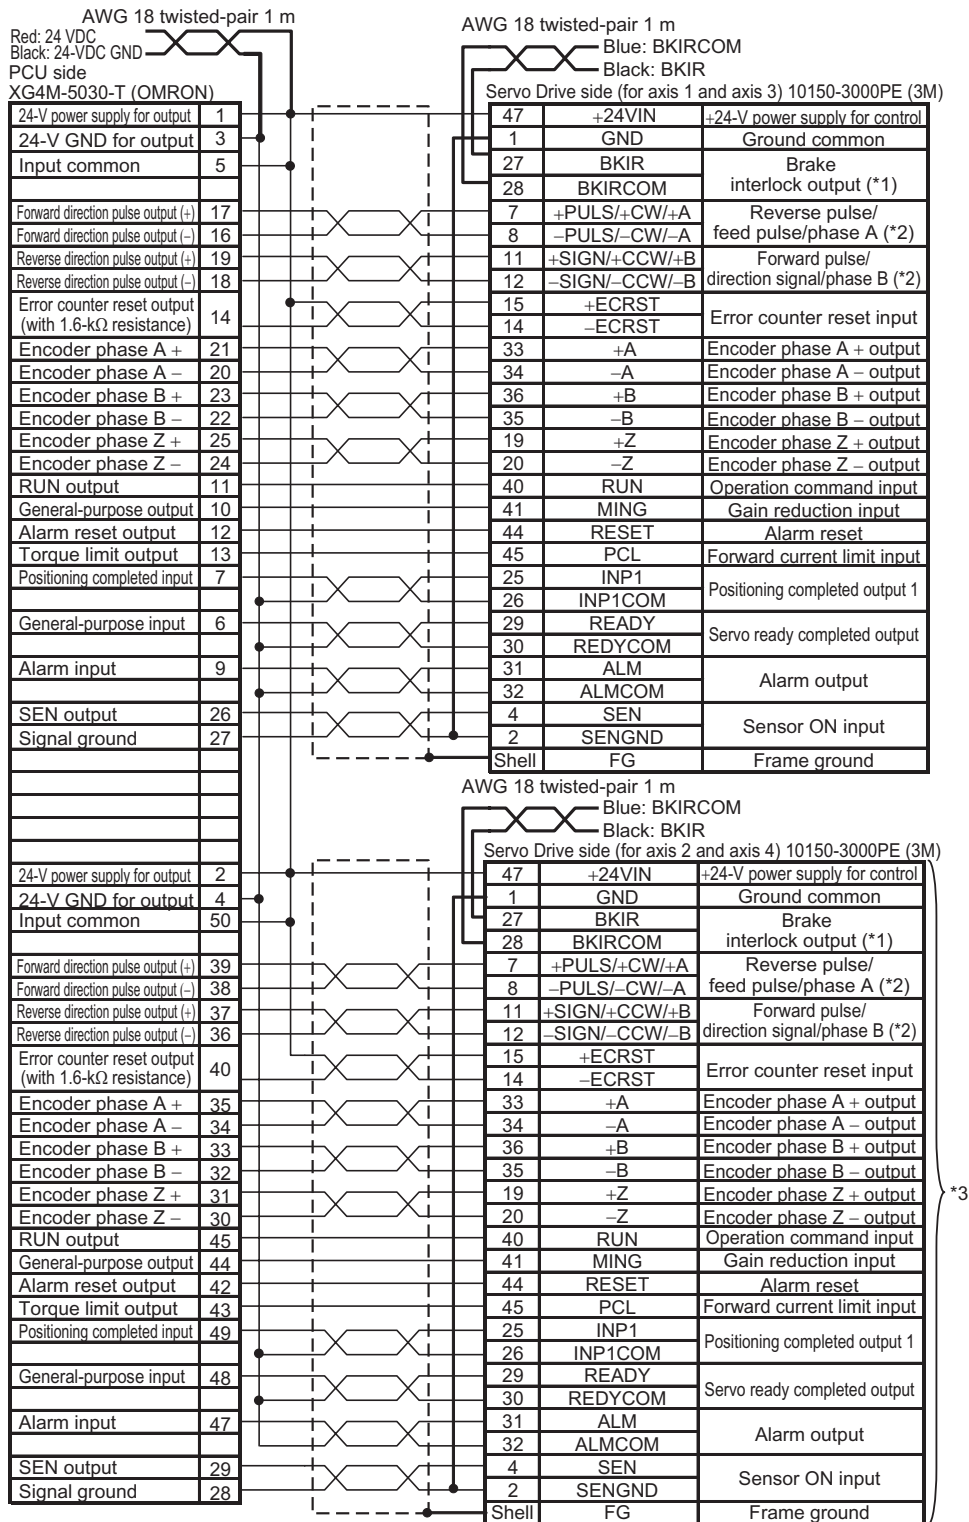 AWG 18 twisted-pair 1 m
Red: 24 VDC
Black: 24-VDC GND
PCU side
XG4M-5030-T (OMRON)
24-V power supply for output 1
24-V GND for output 3
Input common 5
Forward direction pulse output (+) 17
Forward direction pulse output (−) 16
Reverse direction pulse output (+) 19
Reverse direction pulse output (−) 18
Error counter reset output
(with 1.6-kΩ resistance) 14
Encoder phase A + 21
Encoder phase A − 20
Encoder phase B + 23
Encoder phase B − 22
Encoder phase Z + 25
Encoder phase Z − 24
RUN output 11
General-purpose output 10
Alarm reset output 12
Torque limit output 13
Positioning completed input 7
General-purpose input 6
Alarm input 9
SEN output 26
Signal ground 27
AWG 18 twisted-pair 1 m
Blue: BKIRCOM
Black: BKIR
Servo Drive side (for axis 1 and axis 3) 10150-3000PE (3M)
47 +24VIN +24-V power supply for control
1 GND Ground common
27 BKIR Brake
28 BKIRCOM interlock output (*1)
7 +PULS/+CW/+A Reverse pulse/
8 −PULS/−CW/−A feed pulse/phase A (*2)
11 +SIGN/+CCW/+B Forward pulse/
12 −SIGN/−CCW/−B direction signal/phase B (*2)
15 +ECRST Error counter reset input
14 −ECRST
33 +A Encoder phase A + output
34 −A Encoder phase A − output
36 +B Encoder phase B + output
35 −B Encoder phase B − output
19 +Z Encoder phase Z + output
20 −Z Encoder phase Z − output
40 RUN Operation command input
41 MING Gain reduction input
44 RESET Alarm reset
45 PCL Forward current limit input
25 INP1 Positioning completed output 1
26 INP1COM
29 READY Servo ready completed output
30 REDYCOM
31 ALM Alarm output
32 ALMCOM
4 SEN Sensor ON input
2 SENGND
Shell FG Frame ground
24-V power supply for output 2
24-V GND for output 4
Input common 50
Forward direction pulse output (+) 39
Forward direction pulse output (−) 38
Reverse direction pulse output (+) 37
Reverse direction pulse output (−) 36
Error counter reset output
(with 1.6-kΩ resistance) 40
Encoder phase A + 35
Encoder phase A − 34
Encoder phase B + 33
Encoder phase B − 32
Encoder phase Z + 31
Encoder phase Z − 30
RUN output 45
General-purpose output 44
Alarm reset output 42
Torque limit output 43
Positioning completed input 49
General-purpose input 48
Alarm input 47
SEN output 29
Signal ground 28
AWG 18 twisted-pair 1 m
Blue: BKIRCOM
Black: BKIR
Servo Drive side (for axis 2 and axis 4) 10150-3000PE (3M)
47 +24VIN +24-V power supply for control
1 GND Ground common
27 BKIR Brake
28 BKIRCOM interlock output (*1)
7 +PULS/+CW/+A Reverse pulse/
8 −PULS/−CW/−A feed pulse/phase A (*2)
11 +SIGN/+CCW/+B Forward pulse/
12 −SIGN/−CCW/−B direction signal/phase B (*2)
15 +ECRST Error counter reset input
14 −ECRST
33 +A Encoder phase A + output
34 −A Encoder phase A − output
36 +B Encoder phase B + output
35 −B Encoder phase B − output
19 +Z Encoder phase Z + output
20 −Z Encoder phase Z − output
40 RUN Operation command input
41 MING Gain reduction input
44 RESET Alarm reset
45 PCL Forward current limit input
25 INP1 Positioning completed output 1
26 INP1COM
29 READY Servo ready completed output
30 REDYCOM
31 ALM Alarm output
32 ALMCOM
4 SEN Sensor ON input
2 SENGND
Shell FG Frame ground
*3